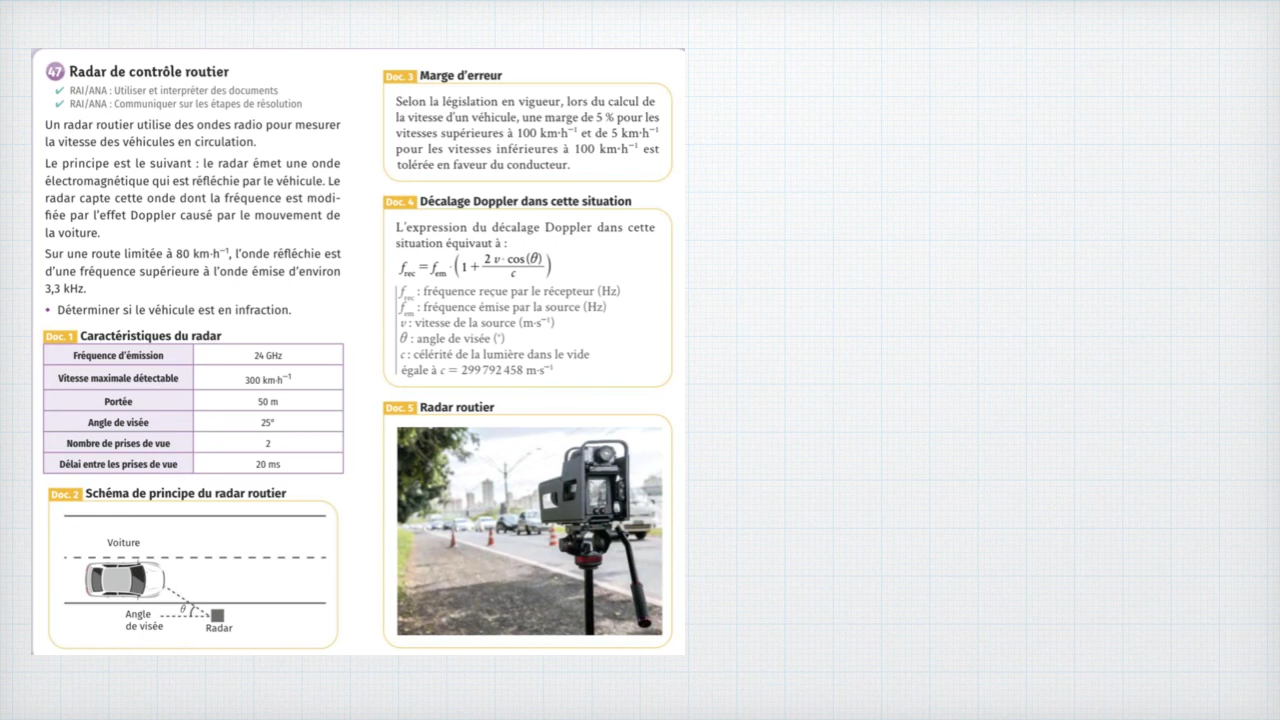 47 Radar de contrôle routier
✔ RAI/ANA : Utiliser et interpréter des documents
✔ RAI/ANA : Communiquer sur les étapes de résolution
Un radar routier utilise des ondes radio pour mesurer
la vitesse des véhicules en circulation.
Le principe est le suivant : le radar émet une onde
électromagnétique qui est réfléchie par le véhicule. Le
radar capte cette onde dont la fréquence est modi-
fiée par l'effet Doppler causé par le mouvement de
la voiture.
Sur une route limitée à 80 km·h⁻¹, l'onde réfléchie est
d'une fréquence supérieure à l'onde émise d'environ
3,3 kHz.
• Déterminer si le véhicule est en infraction.
Doc. 1 Caractéristiques du radar
Fréquence d'émission 24 GHz
Vitesse maximale détectable 300 km·h⁻¹
Portée 50 m
Angle de visée 25°
Nombre de prises de vue 2
Délai entre les prises de vue 20 ms
Doc. 2 Schéma de principe du radar routier
Voiture
θ
Angle
de visée
Radar
Doc. 3 Marge d'erreur
Selon la législation en vigueur, lors du calcul de
la vitesse d'un véhicule, une marge de 5 % pour les
vitesses supérieures à 100 km·h⁻¹ et de 5 km·h⁻¹
pour les vitesses inférieures à 100 km·h⁻¹ est
tolérée en faveur du conducteur.
Doc. 4 Décalage Doppler dans cette situation
L'expression du décalage Doppler dans cette
situation équivaut à :
f_rec = f_em · (1 + 2 v · cos(θ) / c)
f_rec : fréquence reçue par le récepteur (Hz)
f_em : fréquence émise par la source (Hz)
v : vitesse de la source (m·s⁻¹)
θ : angle de visée (°)
c : célérité de la lumière dans le vide
égale à c = 299 792 458 m·s⁻¹
Doc. 5 Radar routier